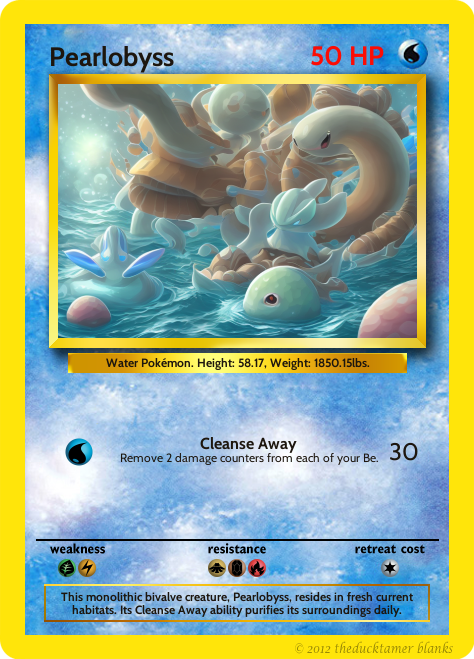 Pearlobyss 50 HP
Water Pokémon. Height: 58.17, Weight: 1850.15lbs.
Cleanse Away
Remove 2 damage counters from each of your Be. 30
weakness resistance retreat cost
This monolithic bivalve creature, Pearlobyss, resides in fresh current
habitats. Its Cleanse Away ability purifies its surroundings daily.
© 2012 theducktamer blanks